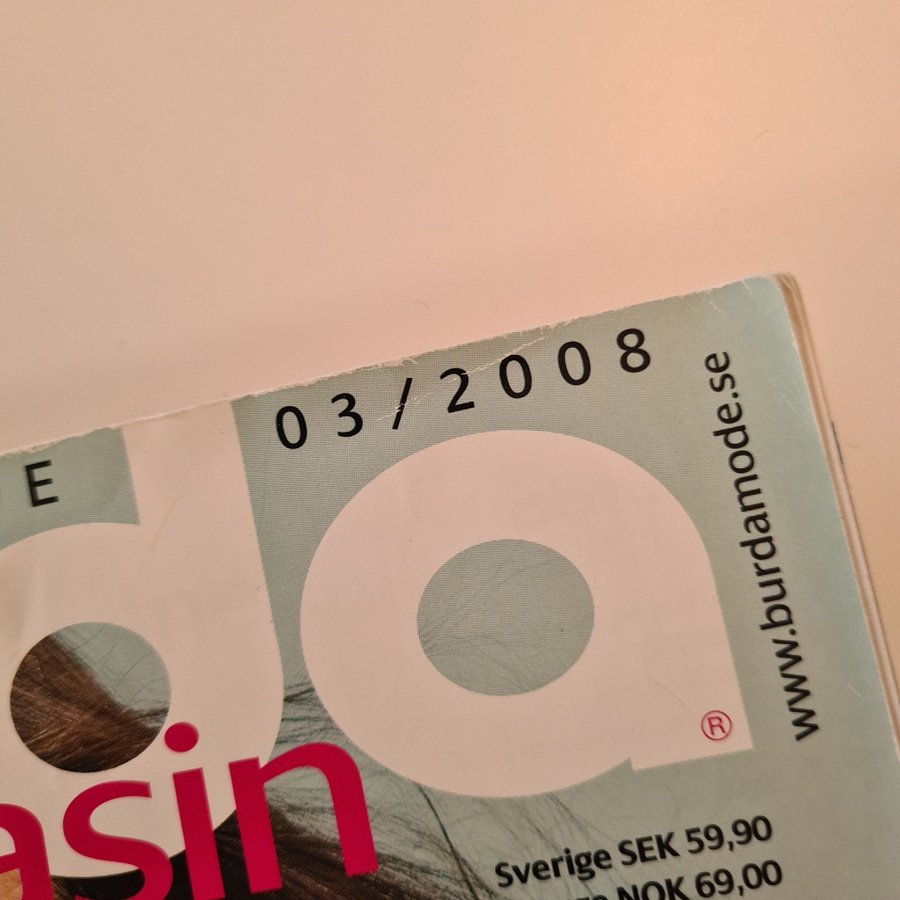 E
03/2008
www.burdamode.se
da
®
asin
Sverige SEK 59,90
NOK 69,00